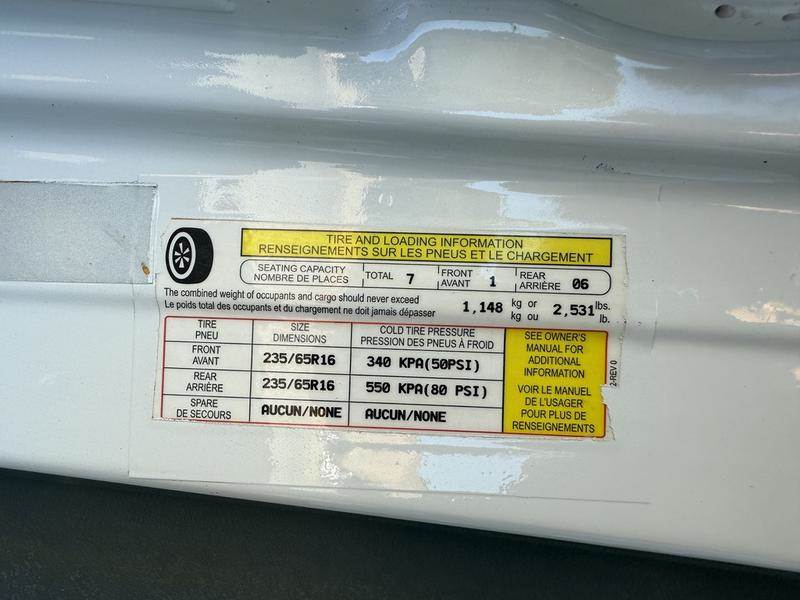 TIRE AND LOADING INFORMATION
RENSEIGNEMENTS SUR LES PNEUS ET LE CHARGEMENT
SEATING CAPACITY
NOMBRE DE PLACES
TOTAL 7
FRONT
AVANT 1
REAR
ARRIÈRE 06
The combined weight of occupants and cargo should never exceed
Le poids total des occupants et du chargement ne doit jamais dépasser
1,148 kg or
kg ou
2,531 lbs.
lb.
TIRE
PNEU
SIZE
DIMENSIONS
COLD TIRE PRESSURE
PRESSION DES PNEUS À FROID
FRONT
AVANT
235/65R16
340 KPA(50PSI)
REAR
ARRIÈRE
235/65R16
550 KPA(80 PSI)
SPARE
DE SECOURS
AUCUN/NONE
AUCUN/NONE
SEE OWNER'S
MANUAL FOR
ADDITIONAL
INFORMATION
VOIR LE MANUEL
DE L'USAGER
POUR PLUS DE
RENSEIGNEMENTS
2-REV 0